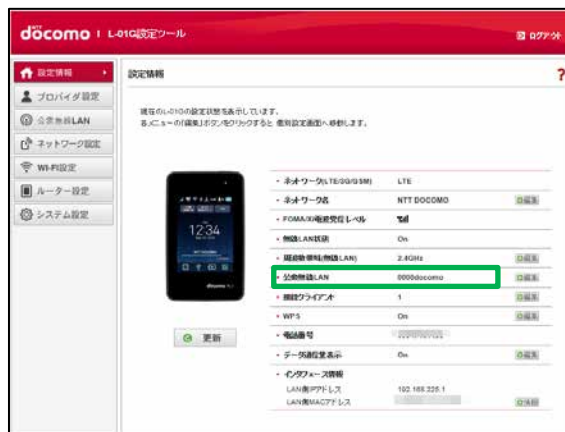 NTT
döcomo | L-01G設定ツール
ログアウト
設定情報
プロバイダ設定
公衆無線LAN
ネットワーク設定
Wi-Fi設定
ルーター設定
システム設定
設定情報
?
現在のL-01Gの設定状態を表示しています。
各メニューの「編集」ボタンをクリックすると 個別設定画面へ移動します。
12:34
docomo
更新
・ネットワーク(LTE/3G/GSM) LTE
・ネットワーク名 NTT DOCOMO 編集
・FOMA/Xi電波受信レベル
・無線LAN状態 On
・周波数帯域(無線LAN) 2.4GHz 編集
・公衆無線LAN 0000docomo 編集
・接続クライアント 1 編集
・WPS On 編集
・電話番号
・データ通信量表示 On 編集
・インタフェース情報
LAN側IPアドレス 192.168.225.1
LAN側MACアドレス